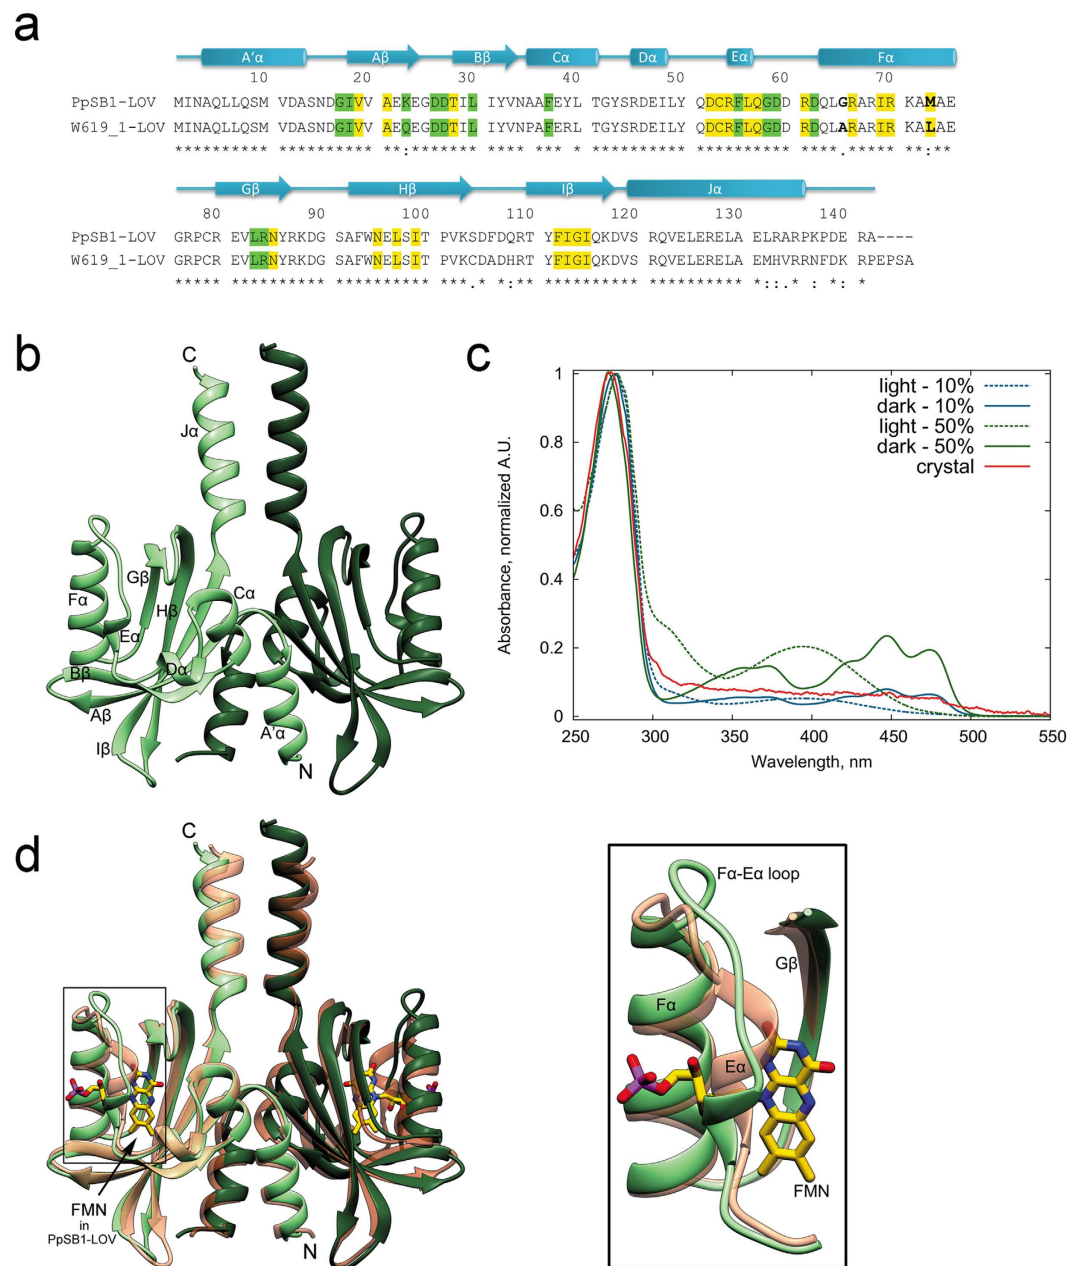 a
A'α Aβ Bβ Cα Dα Eα Fα
10 20 30 40 50 60 70
PpSB1-LOV MINAQLLQSM VDASNDGIVV AEKEGDDTIL IYVNAAFEYL TGYSRDEILY QDCRFLQGDD RDQLGRARIR KAMAE
W619_1-LOV MINAQLLQSM VDASNDGIVV AEQEGDDTIL IYVNPAFERL TGYSRDEILY QDCRFLQGDD RDQLARARIR KALAE
********** ********** **:******* **** *** * ********** ********** ****.***** **:**
Gβ Hβ Iβ Jα
80 90 100 110 120 130 140
PpSB1-LOV GRPCR EVLRNYRKDG SAFWNELSIT PVKSDFDQRT YFIGIQKDVS RQVELERELA ELRARPKPDE RA----
W619_1-LOV GRPCR EVLRNYRKDG SAFWNELSIT PVKCDADHRT YFIGIQKDVS RQVELERELA EMHVRRNFDK RPEPSA
***** ********** ********** ***.* *:** ********** ********** *::.* : *: *
b
C
Jα
Gβ
Cα
Fα
Hβ
Eα
Dα
Bβ
Aβ
A'α
Iβ
N
c
Absorbance, normalized A.U.
1
0.8
0.6
0.4
0.2
0
250 300 350 400 450 500 550
Wavelength, nm
light - 10%
dark - 10%
light - 50%
dark - 50%
crystal
d
C
FMN
in
PpSB1-LOV
N
Fα-Eα loop
Gβ
Fα
Eα
FMN